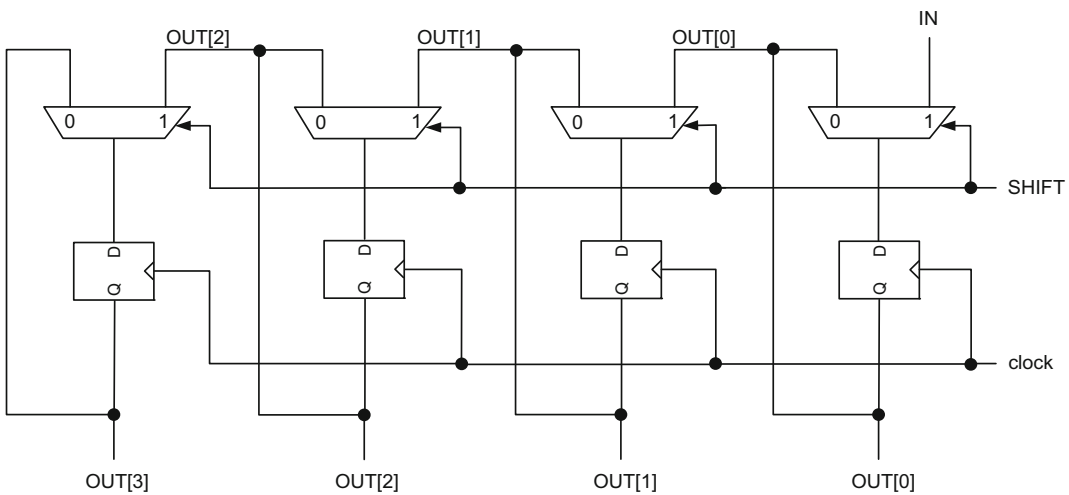 IN
OUT[2] OUT[1] OUT[0]
0 1 0 1 0 1 0 1
SHIFT
D D D D
Q Q Q Q
clock
OUT[3] OUT[2] OUT[1] OUT[0]